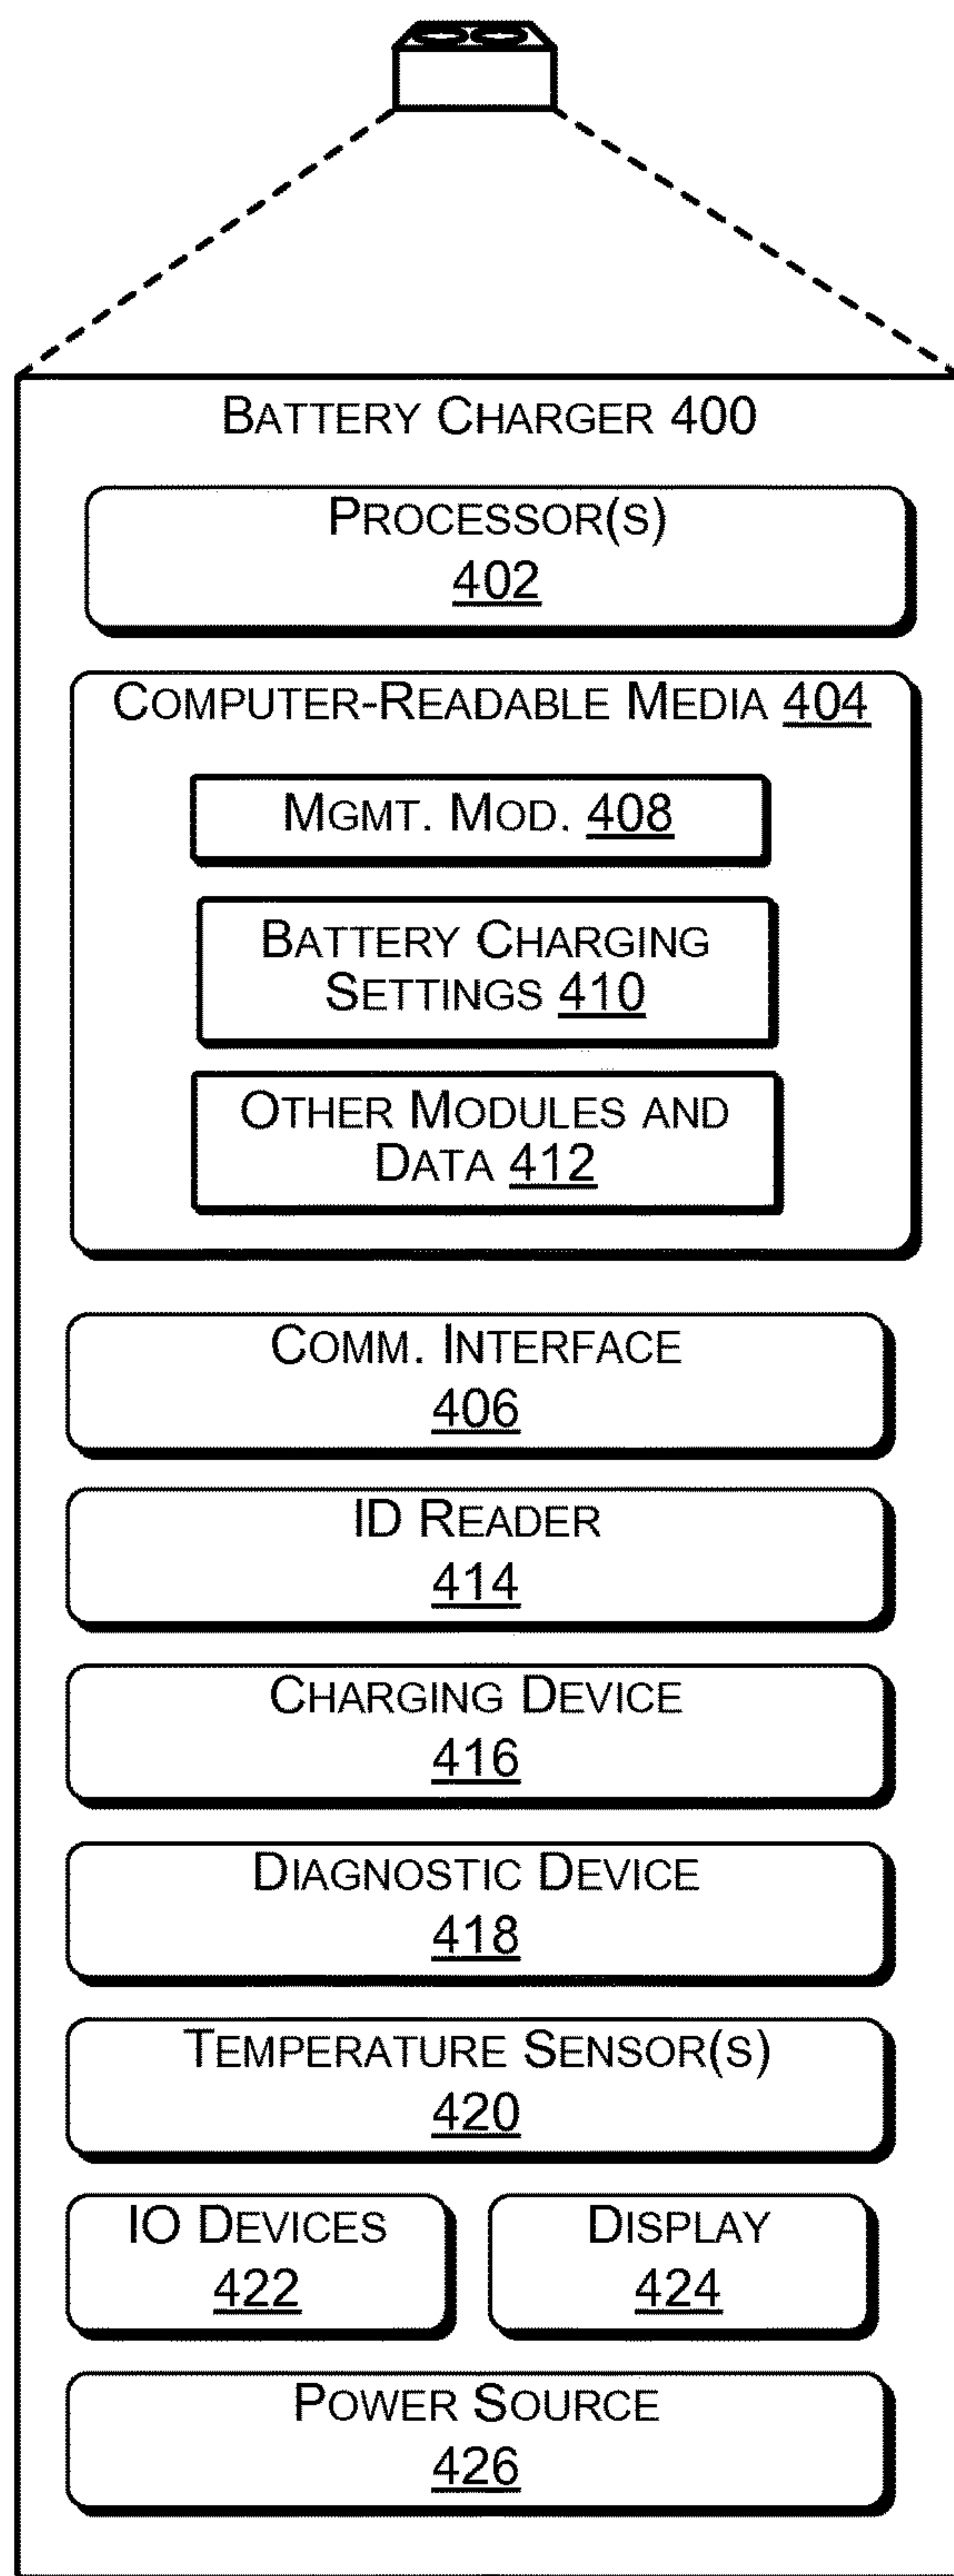 BATTERY CHARGER 400
PROCESSOR(S)
402
COMPUTER-READABLE MEDIA 404
MGMT. MOD. 408
BATTERY CHARGING
SETTINGS 410
OTHER MODULES AND
DATA 412
COMM. INTERFACE
406
ID READER
414
CHARGING DEVICE
416
DIAGNOSTIC DEVICE
418
TEMPERATURE SENSOR(S)
420
IO DEVICES
422
DISPLAY
424
POWER SOURCE
426